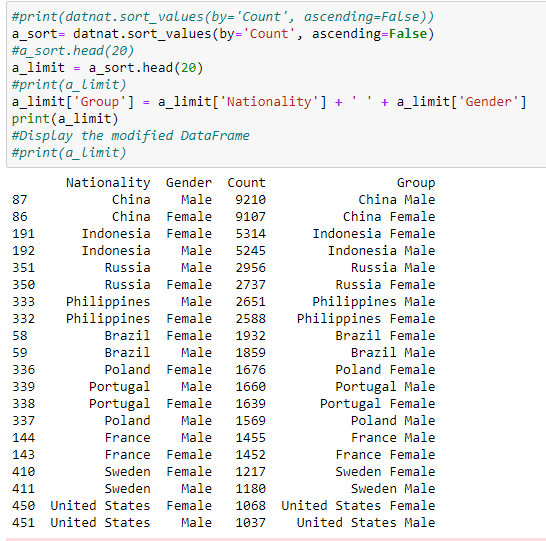 #print(datnat.sort_values(by='Count', ascending=False))
a_sort= datnat.sort_values(by='Count', ascending=False)
#a_sort.head(20)
a_limit = a_sort.head(20)
#print(a_limit)
a_limit['Group'] = a_limit['Nationality'] + ' ' + a_limit['Gender']
print(a_limit)
#Display the modified DataFrame
#print(a_limit)
Nationality Gender Count Group
87 China Male 9210 China Male
86 China Female 9107 China Female
191 Indonesia Female 5314 Indonesia Female
192 Indonesia Male 5245 Indonesia Male
351 Russia Male 2956 Russia Male
350 Russia Female 2737 Russia Female
333 Philippines Male 2651 Philippines Male
332 Philippines Female 2588 Philippines Female
58 Brazil Female 1932 Brazil Female
59 Brazil Male 1859 Brazil Male
336 Poland Female 1676 Poland Female
339 Portugal Male 1660 Portugal Male
338 Portugal Female 1639 Portugal Female
337 Poland Male 1569 Poland Male
144 France Male 1455 France Male
143 France Female 1452 France Female
410 Sweden Female 1217 Sweden Female
411 Sweden Male 1180 Sweden Male
450 United States Female 1068 United States Female
451 United States Male 1037 United States Male